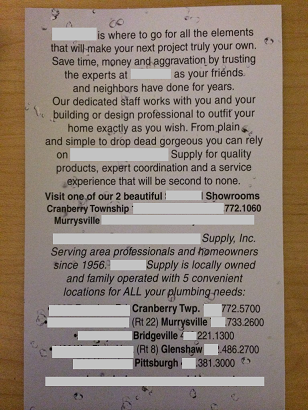 is where to go for all the elements
that will make your next project truly your own.
Save time, money and aggravation by trusting
the experts at as your friends
and neighbors have done for years.
Our dedicated staff works with you and your
building or design professional to outfit your
home exactly as you wish. From plain
and simple to drop dead gorgeous you can rely
on Supply for quality
products, expert coordination and a service
experience that will be second to none.
Visit one of our 2 beautiful Showrooms
Cranberry Township 772.1060
Murrysville
Supply, Inc.
Serving area professionals and homeowners
since 1956. Supply is locally owned
and family operated with 5 convenient
locations for ALL your plumbing needs:
Cranberry Twp. 772.5700
(Rt 22) Murrysville 733.2600
• Bridgeville 221.1300
(Rt 8) Glenshaw 486.2700
Pittsburgh 381.3000